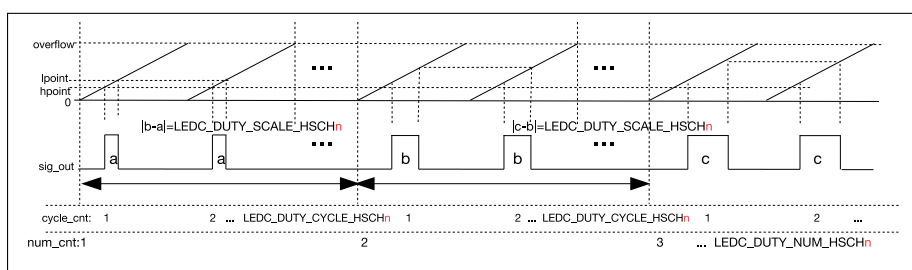 overflow
lpoint
hpoint
0
|b-a|=LEDC_DUTY_SCALE_HSCHn |c-b|=LEDC_DUTY_SCALE_HSCHn
sig_out a a b b c c
cycle_cnt: 1 2 ... LEDC_DUTY_CYCLE_HSCHn 1 2 ... LEDC_DUTY_CYCLE_HSCHn 1 2 ...
num_cnt:1 2 3 ... LEDC_DUTY_NUM_HSCHn